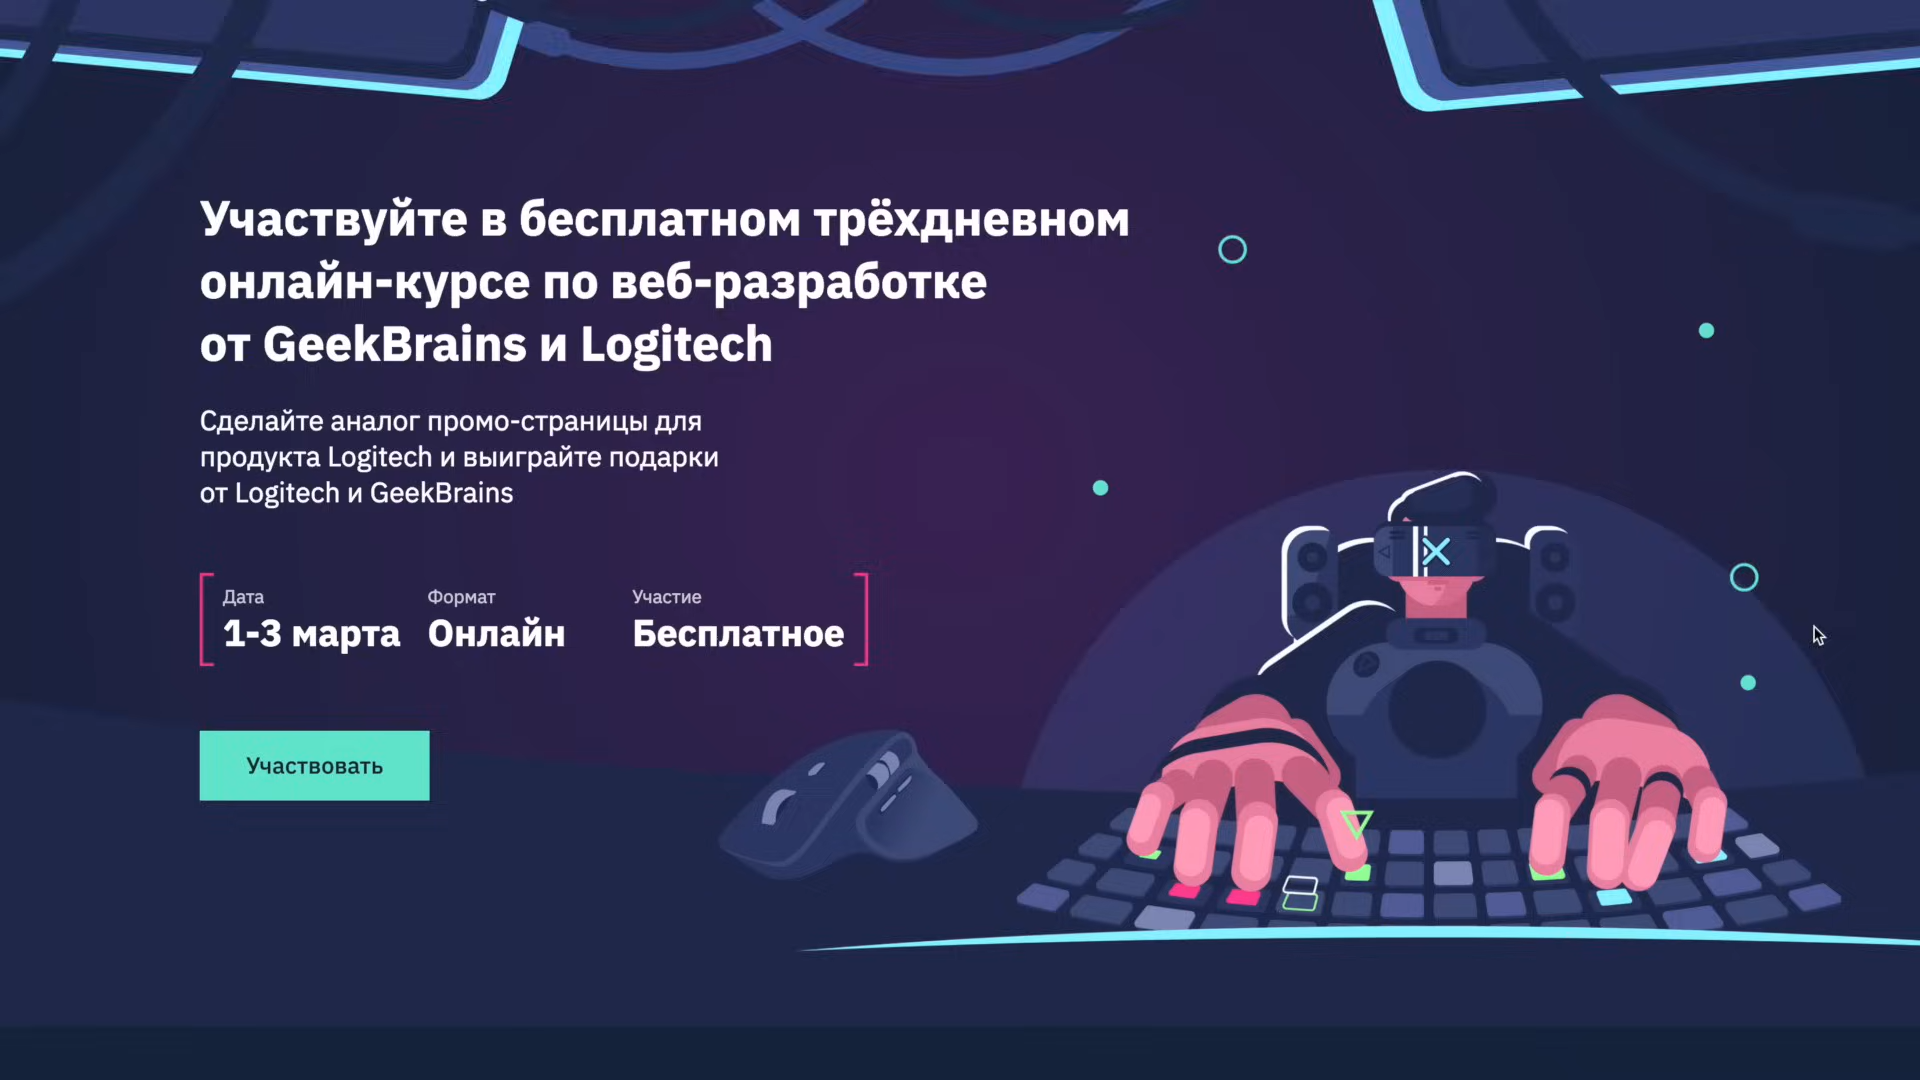 Участвуйте в бесплатном трёхдневном
онлайн-курсе по веб-разработке
от GeekBrains и Logitech
Сделайте аналог промо-страницы для
продукта Logitech и выиграйте подарки
от Logitech и GeekBrains
Дата Формат Участие
1-3 марта Онлайн Бесплатное
Участвовать